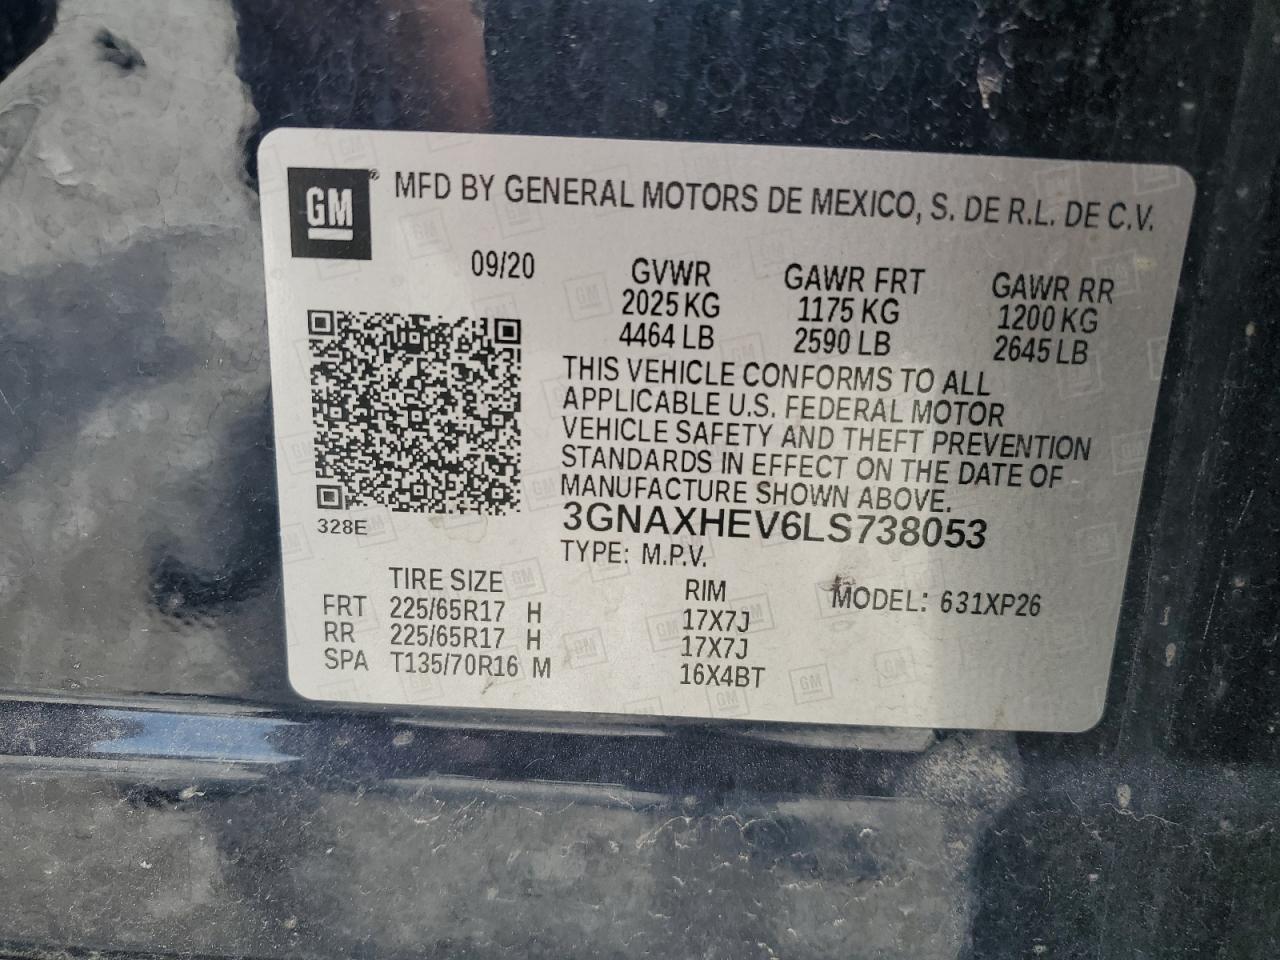 GM® MFD BY GENERAL MOTORS DE MEXICO, S. DE R.L. DE C.V.
09/20 GVWR GAWR FRT GAWR RR
2025 KG 1175 KG 1200 KG
4464 LB 2590 LB 2645 LB
THIS VEHICLE CONFORMS TO ALL
APPLICABLE U.S. FEDERAL MOTOR
VEHICLE SAFETY AND THEFT PREVENTION
STANDARDS IN EFFECT ON THE DATE OF
MANUFACTURE SHOWN ABOVE.
328E 3GNAXHEV6LS738053
TYPE: M.P.V.
TIRE SIZE RIM MODEL: 631XP26
FRT 225/65R17 H 17X7J
RR 225/65R17 H 17X7J
SPA T135/70R16 M 16X4BT